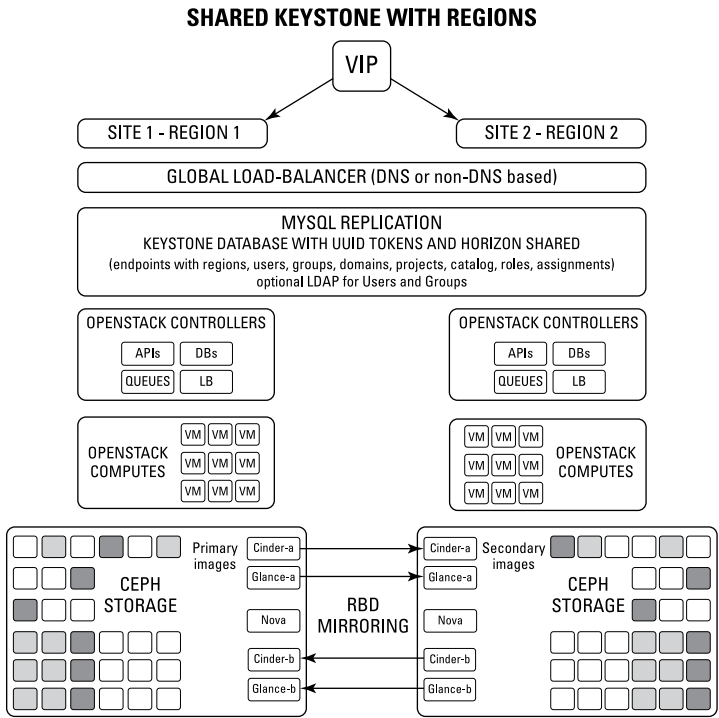 SHARED KEYSTONE WITH REGIONS
VIP
SITE 1 - REGION 1
SITE 2 - REGION 2
GLOBAL LOAD-BALANCER (DNS or non-DNS based)
MYSQL REPLICATION
KEYSTONE DATABASE WITH UUID TOKENS AND HORIZON SHARED
(endpoints with regions, users, groups, domains, projects, catalog, roles, assignments)
optional LDAP for Users and Groups
OPENSTACK CONTROLLERS
APIs DBs
QUEUES LB
OPENSTACK CONTROLLERS
APIs DBs
QUEUES LB
OPENSTACK
COMPUTES
VM VM VM
VM VM VM
VM VM VM
VM VM VM
VM VM VM
VM VM VM
OPENSTACK
COMPUTES
CEPH
STORAGE
Primary
images
Cinder-a
Glance-a
Nova
Cinder-b
Glance-b
RBD
MIRRORING
Cinder-a
Glance-a
Nova
Cinder-b
Glance-b
Secondary
images
CEPH
STORAGE